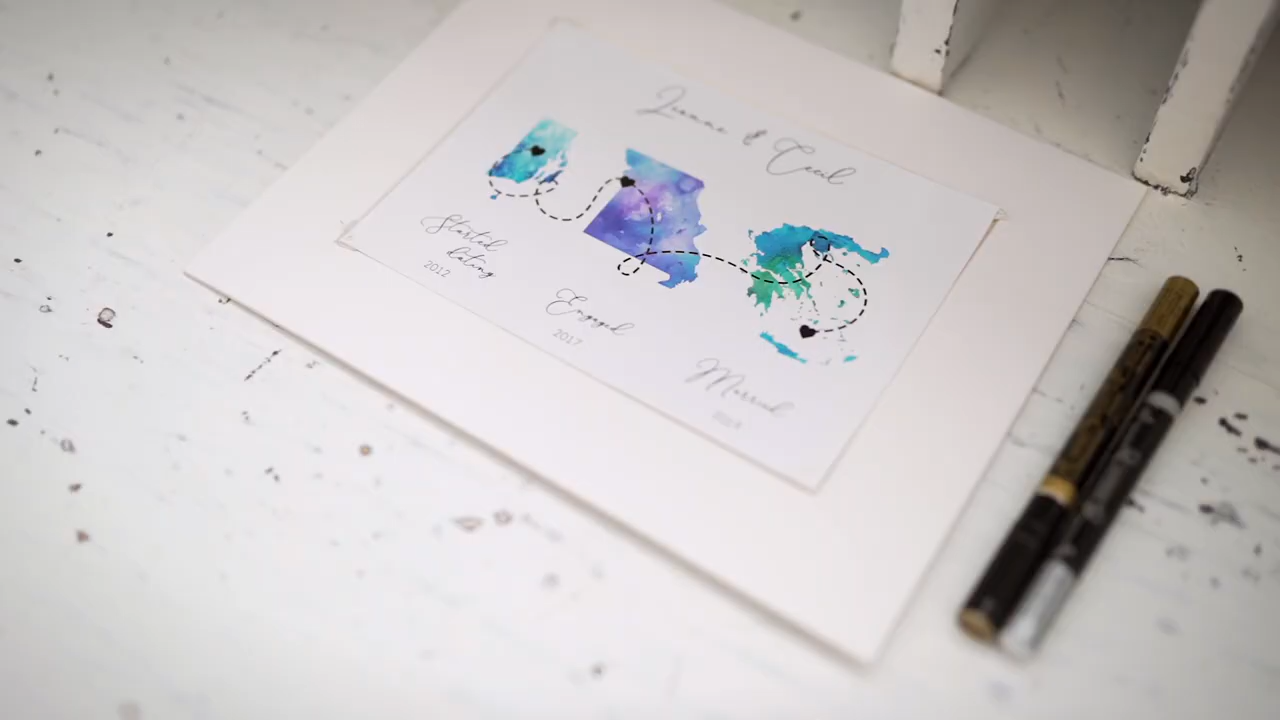 Leanne & Cecil
Started
dating
2012
Engaged
2017
Married